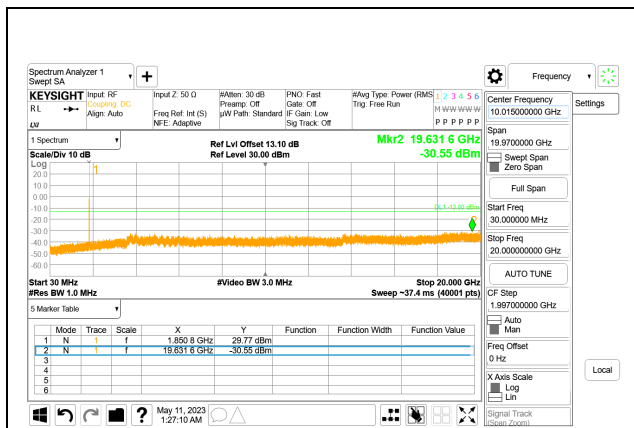 Spectrum Analyzer 1
Swept SA
Frequency
KEYSIGHT
RL
LXI
Input: RF
Coupling: DC
Align: Auto
Input Z: 50 Ω
Freq Ref: Int (S)
NFE: Adaptive
#Atten: 30 dB
Preamp: Off
µW Path: Standard
PNO: Fast
Gate: Off
IF Gain: Low
Sig Track: Off
#Avg Type: Power (RMS
Trig: Free Run
1 2 3 4 5 6
M W W W W W
P P P P P P
1 Spectrum
Scale/Div 10 dB
Log
Ref Lvl Offset 13.10 dB
Ref Level 30.00 dBm
Mkr2 19.631 6 GHz
-30.55 dBm
20.0
10.0
0.00
-10.0
-20.0
-30.0
-40.0
-50.0
-60.0
1
DL1 -13.00 dBm
Start 30 MHz
#Res BW 1.0 MHz
#Video BW 3.0 MHz
Stop 20.000 GHz
Sweep ~37.4 ms (40001 pts)
5 Marker Table
Mode Trace Scale X Y Function Function Width Function Value
1 N 1 f 1.850 8 GHz 29.77 dBm
2 N 1 f 19.631 6 GHz -30.55 dBm
3
4
5
6
May 11, 2023
1:27:10 AM
Center Frequency
10.015000000 GHz
Settings
Span
19.9700000 GHz
Swept Span
Zero Span
Full Span
Start Freq
30.000000 MHz
Stop Freq
20.000000000 GHz
AUTO TUNE
CF Step
1.997000000 GHz
Auto
Man
Freq Offset
0 Hz
X Axis Scale
Log
Lin
Local
Signal Track
(Span Zoom)